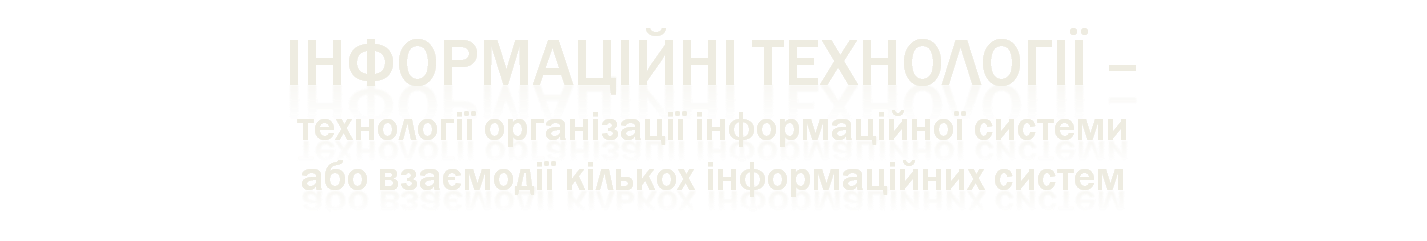 ІНФОРМАЦІЙНІ ТЕХНОЛОГІЇ –
технології організації інформаційної системи
або взаємодії кількох інформаційних систем